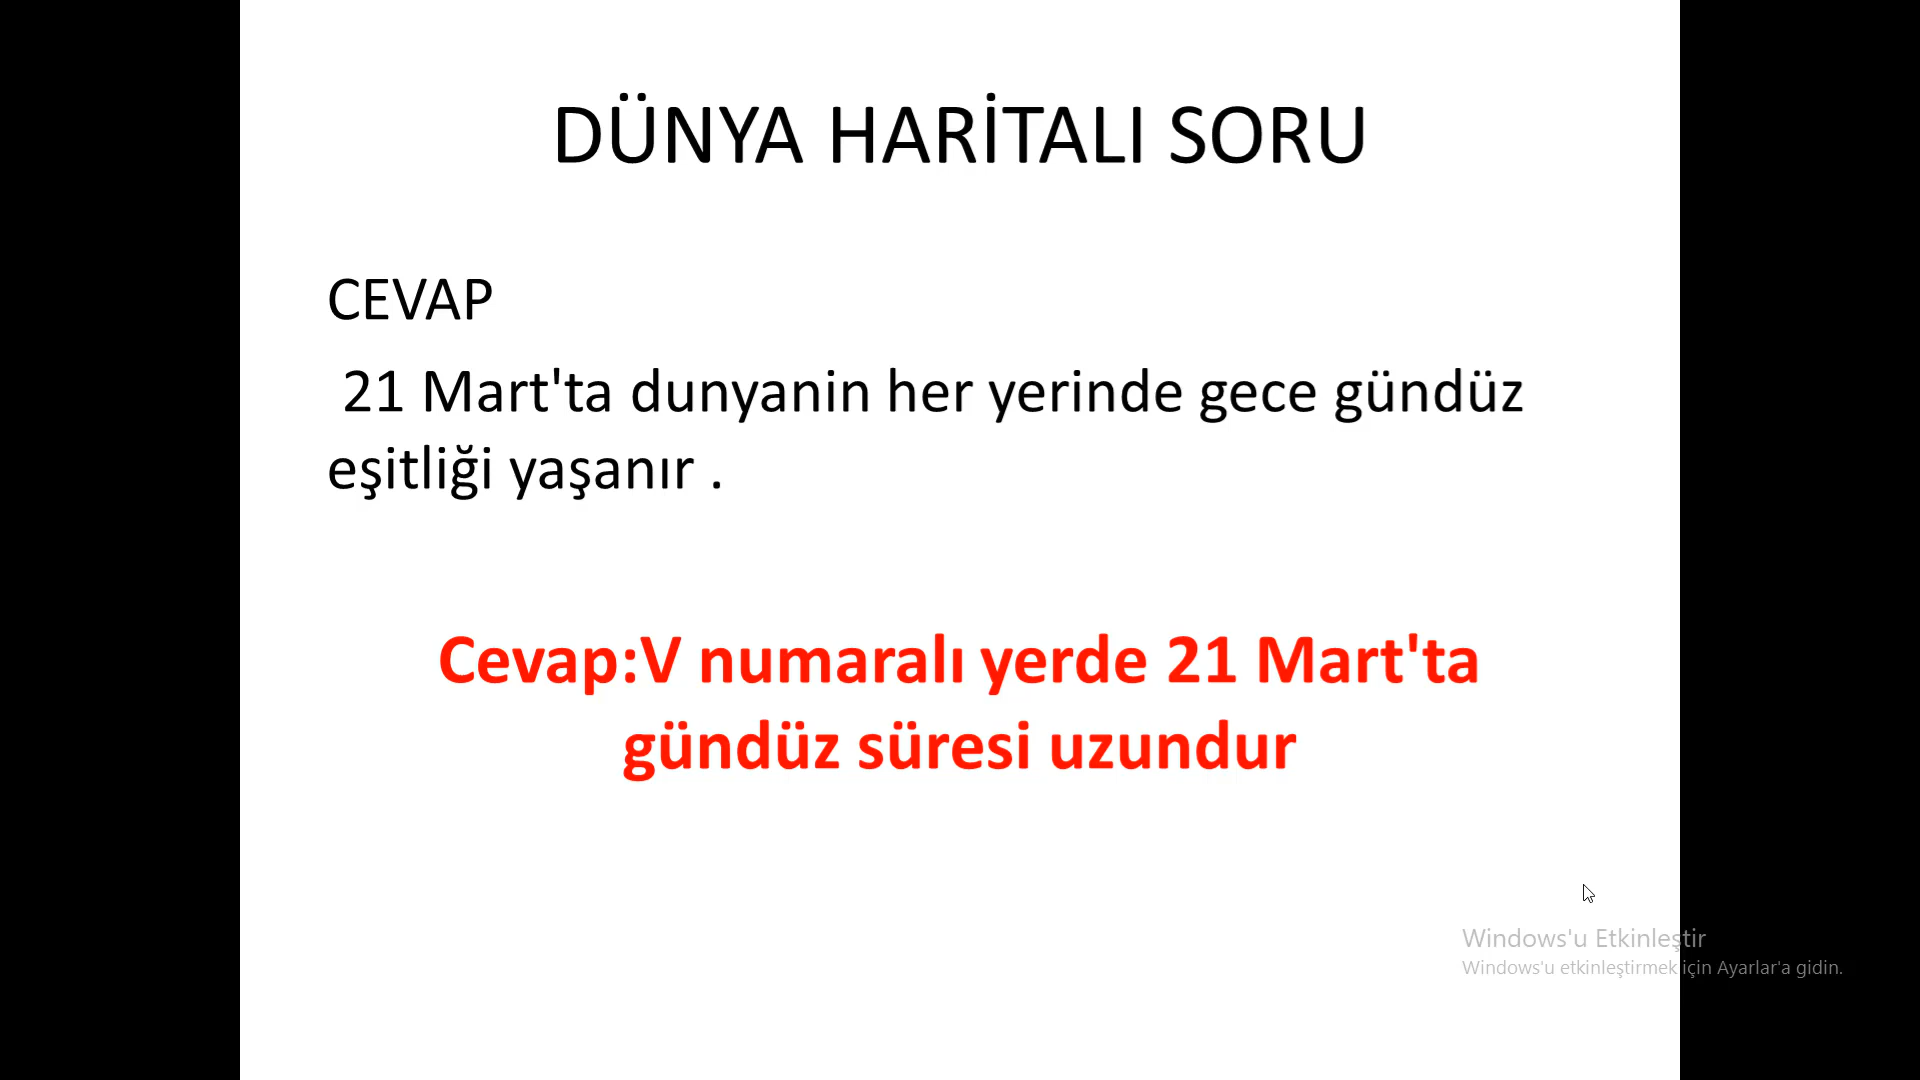 DÜNYA HARİTALI SORU
CEVAP
21 Mart'ta dunyanin her yerinde gece gündüz
eşitliği yaşanır .
Cevap:V numaralı yerde 21 Mart'ta
gündüz süresi uzundur
Windows'u Etkinleştir
Windows'u etkinleştirmek için Ayarlar'a gidin.